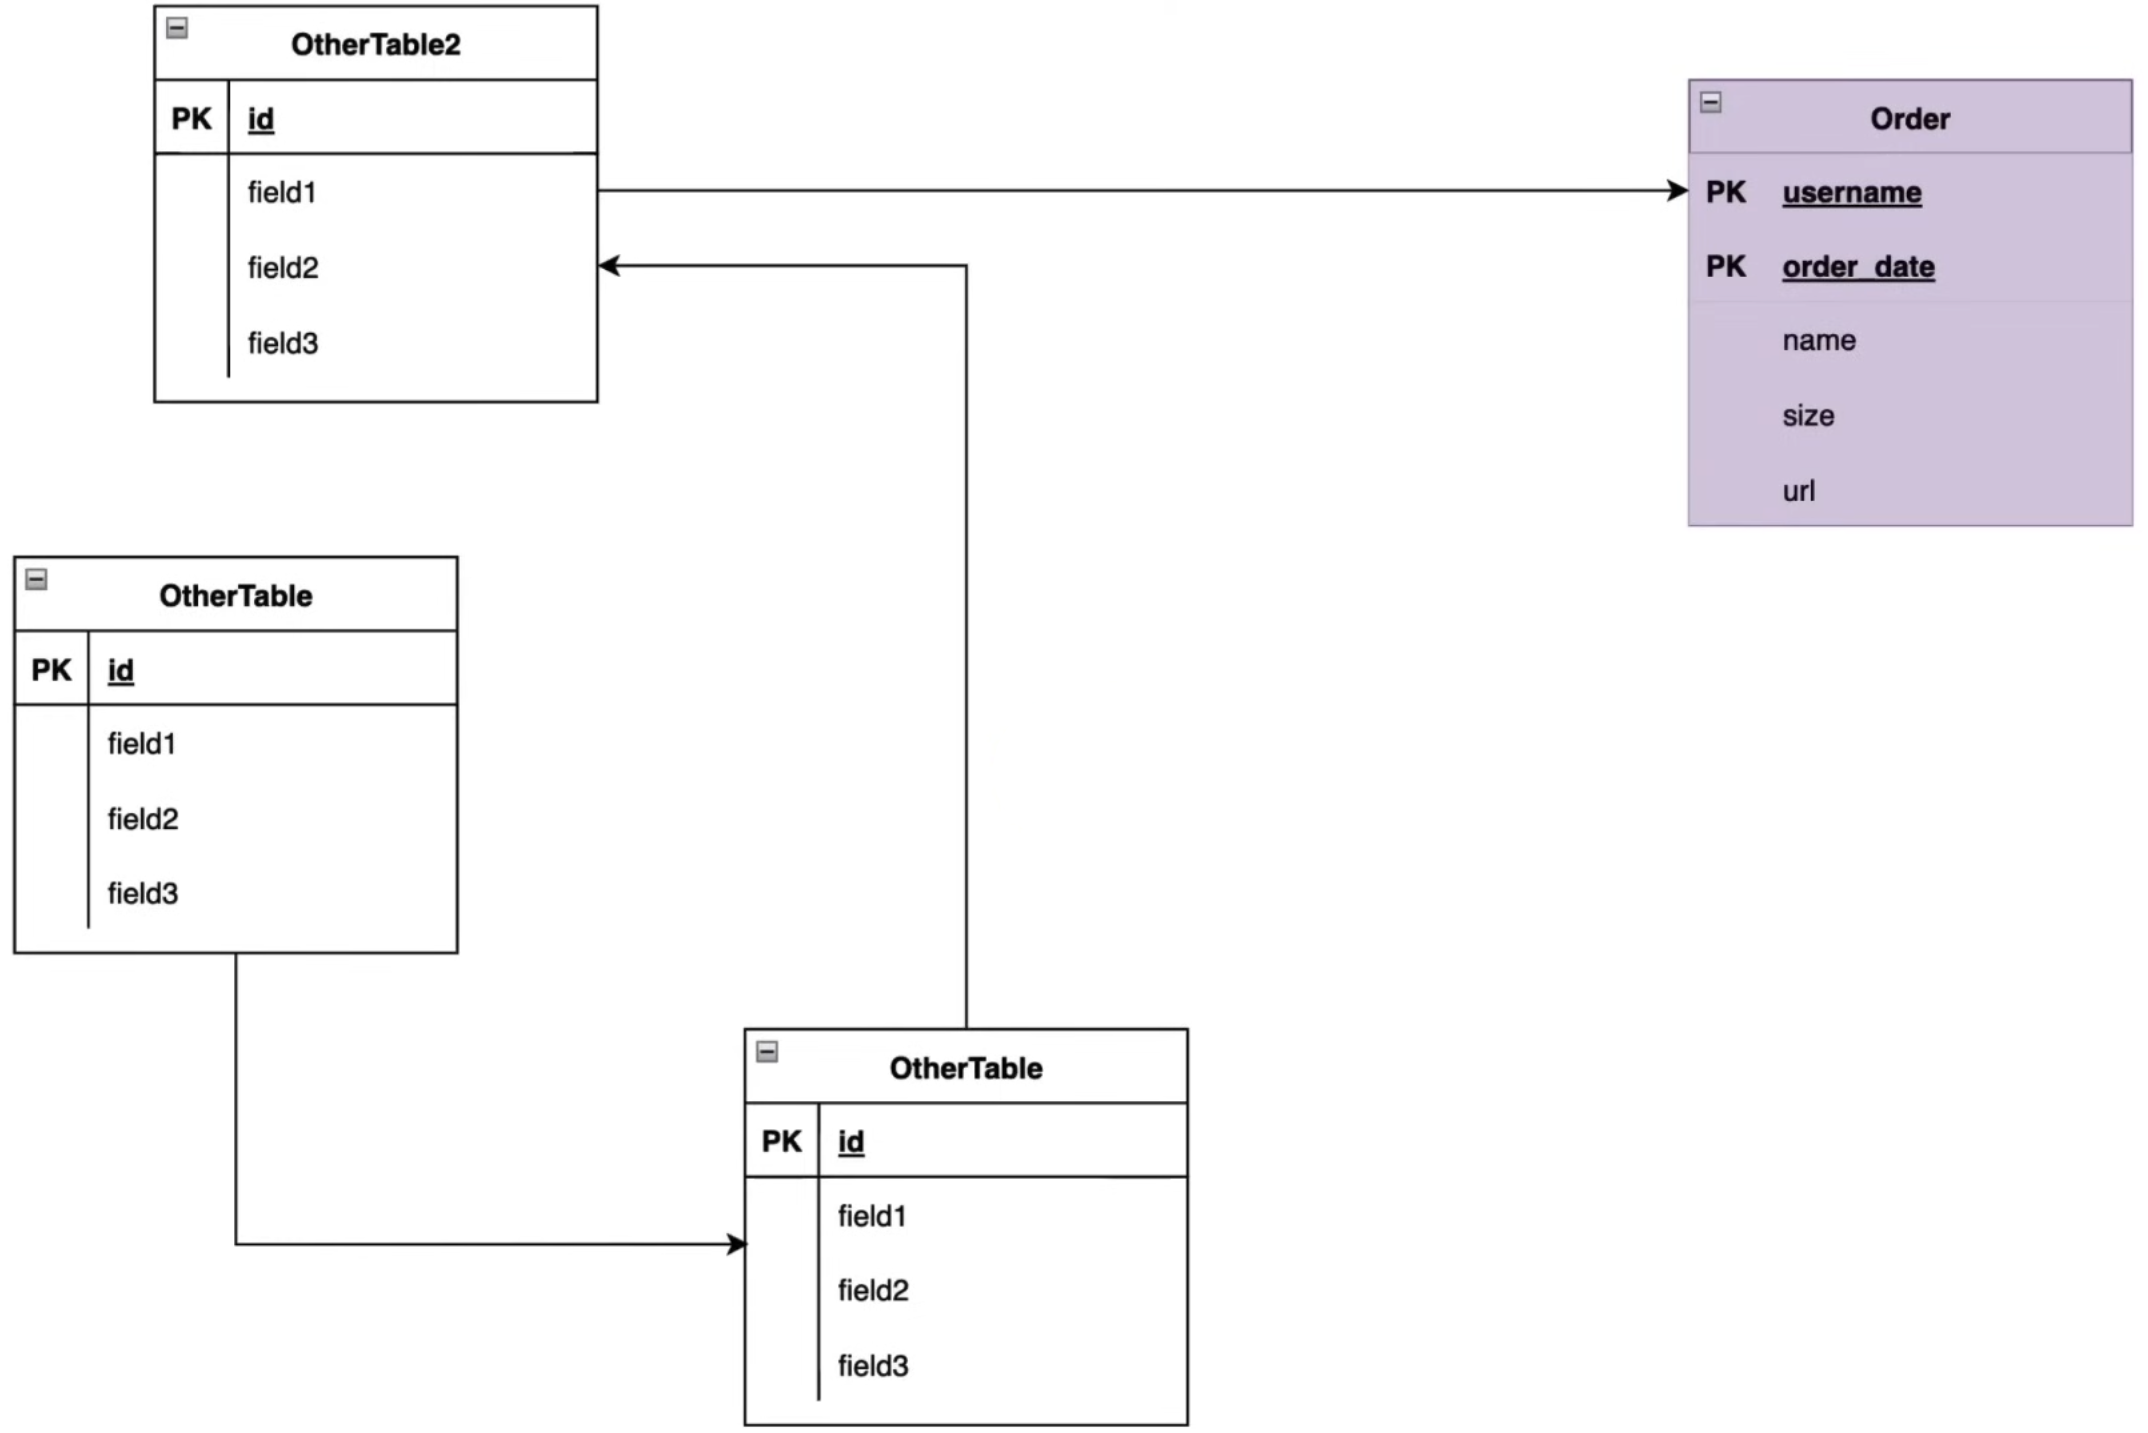 OtherTable2
PK id
field1
field2
field3
Order
PK username
PK order_date
name
size
url
OtherTable
PK id
field1
field2
field3
OtherTable
PK id
field1
field2
field3